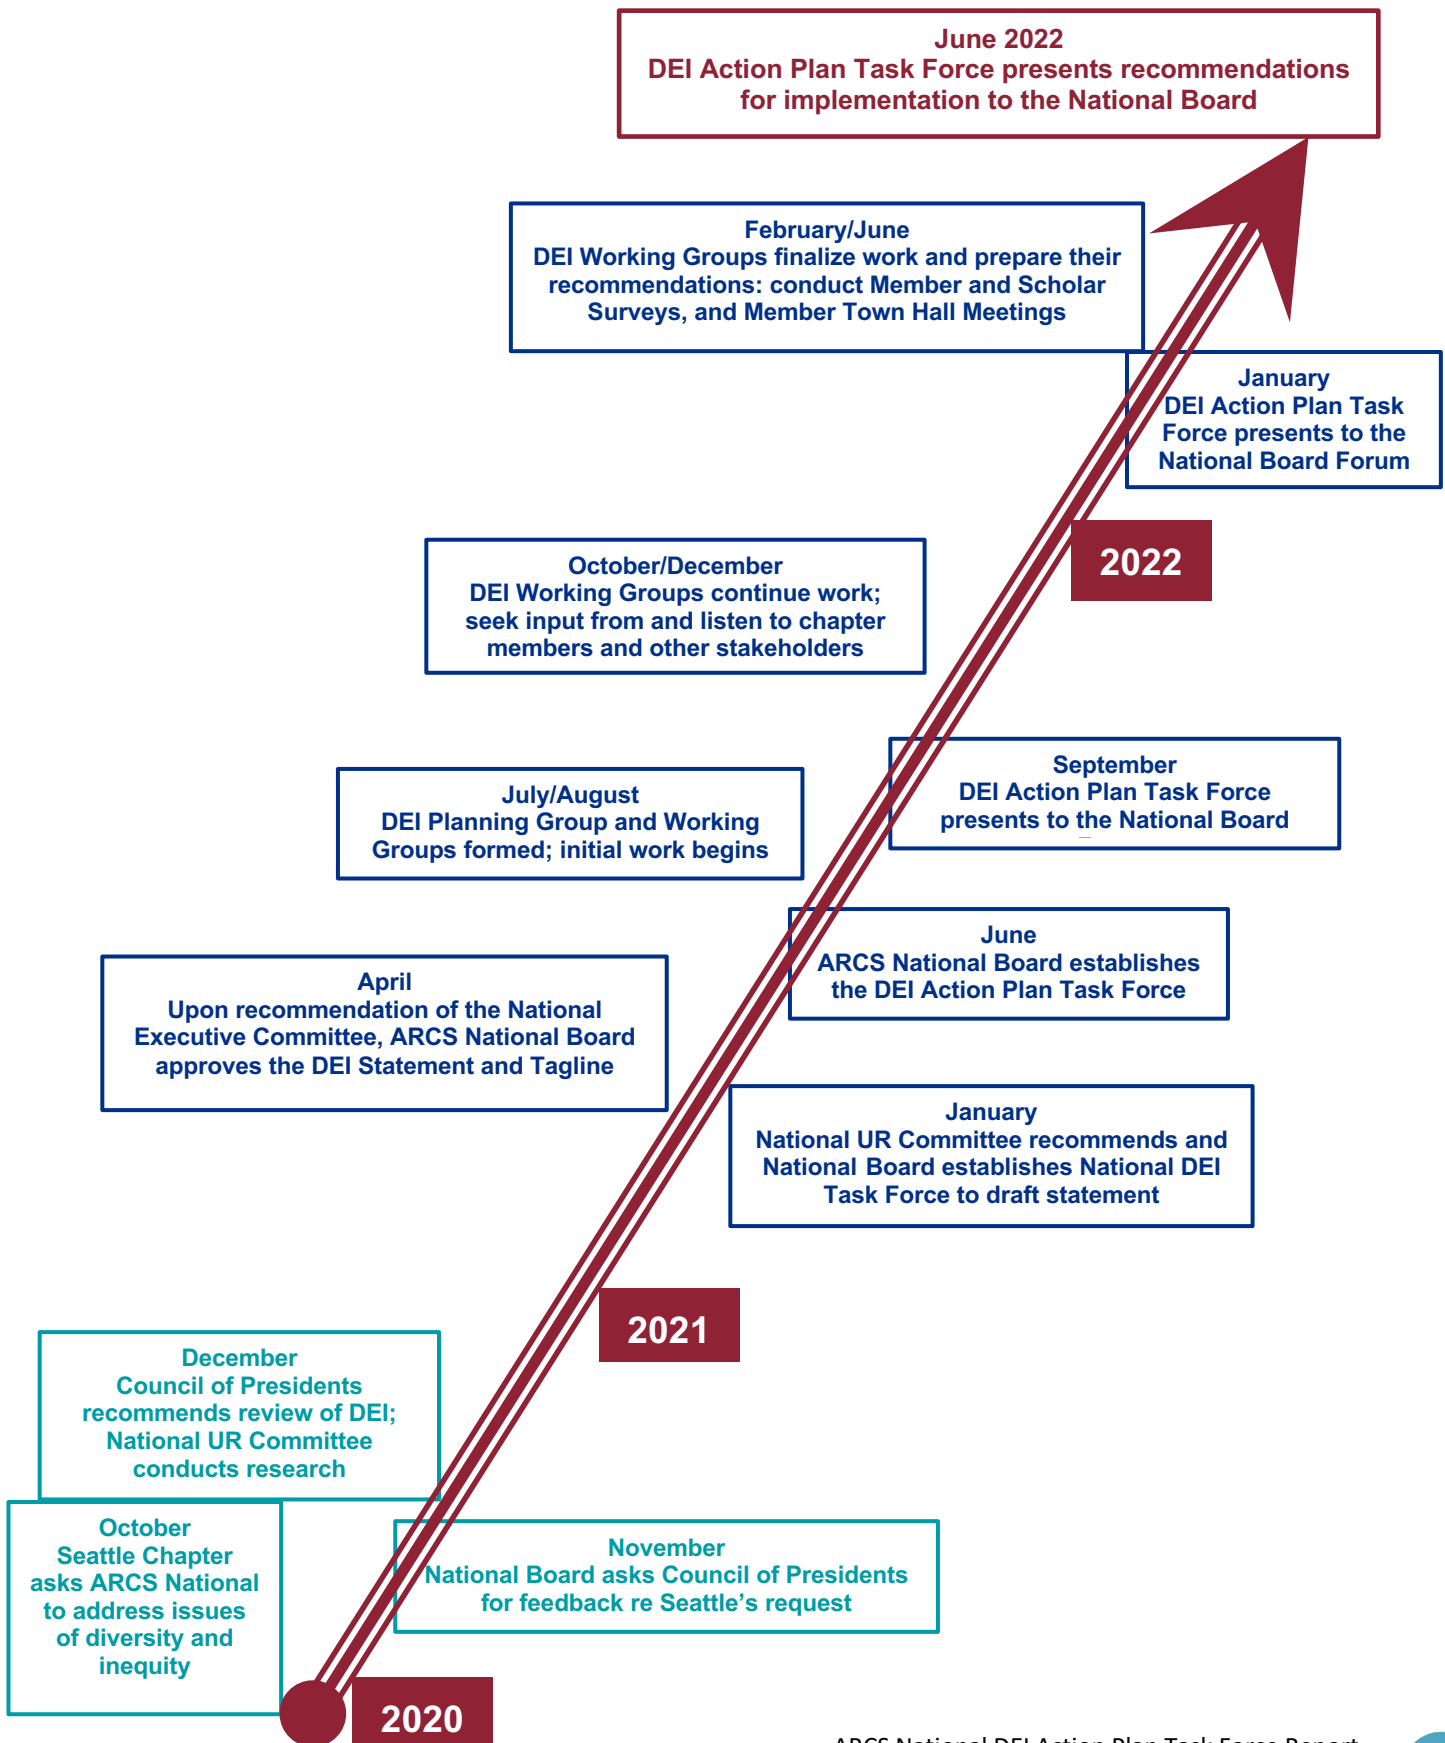 June 2022
DEI Action Plan Task Force presents recommendations
for implementation to the National Board
February/June
DEI Working Groups finalize work and prepare their
recommendations: conduct Member and Scholar
Surveys, and Member Town Hall Meetings
January
DEI Action Plan Task
Force presents to the
National Board Forum
2022
October/December
DEI Working Groups continue work;
seek input from and listen to chapter
members and other stakeholders
September
DEI Action Plan Task Force
presents to the National Board
July/August
DEI Planning Group and Working
Groups formed; initial work begins
June
ARCS National Board establishes
the DEI Action Plan Task Force
April
Upon recommendation of the National
Executive Committee, ARCS National Board
approves the DEI Statement and Tagline
January
National UR Committee recommends and
National Board establishes National DEI
Task Force to draft statement
2021
December
Council of Presidents
recommends review of DEI;
National UR Committee
conducts research
October
Seattle Chapter
asks ARCS National
to address issues
of diversity and
inequity
November
National Board asks Council of Presidents
for feedback re Seattle’s request
2020
ARCS National DEI Action Plan Task Force Report